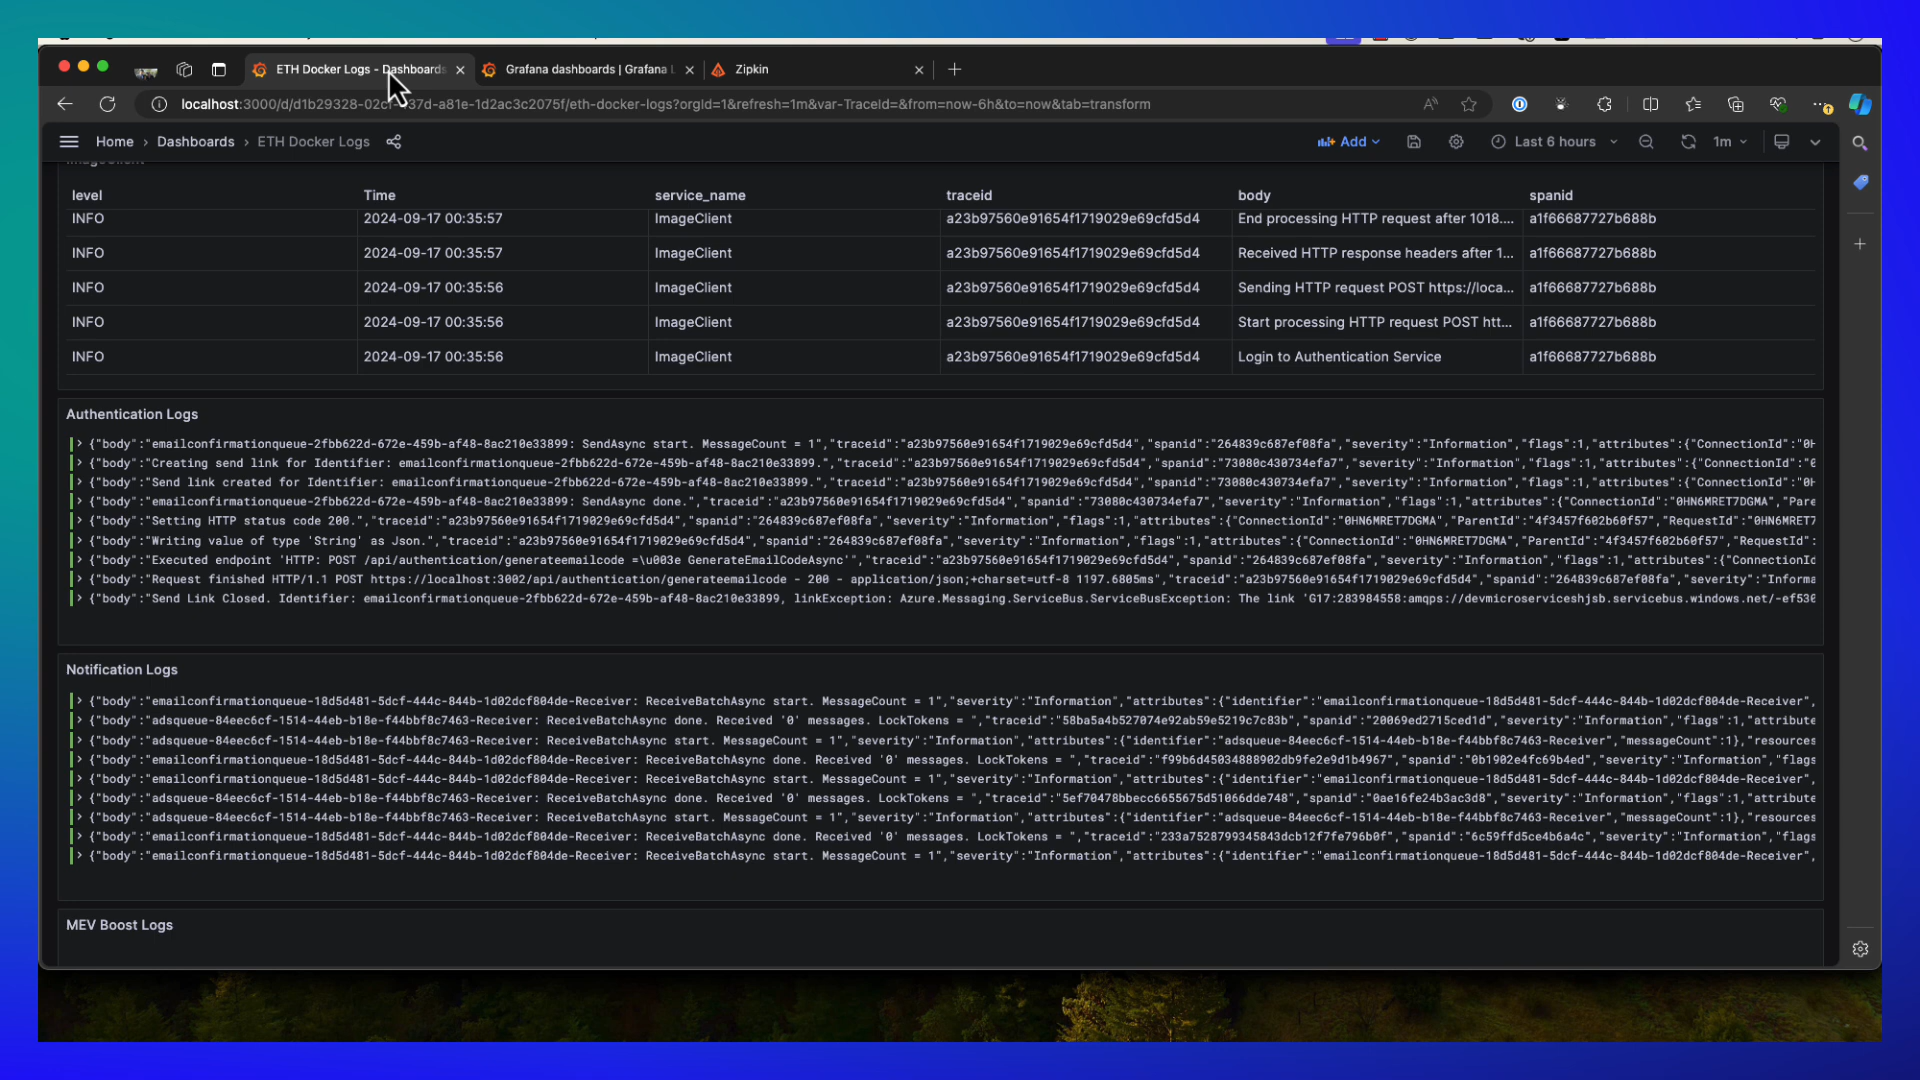 ETH Docker Logs - Dashboards
Grafana dashboards | Grafana
Zipkin
localhost:3000/d/d1b29328-02c
37d-a81e-1d2ac3c2075f/eth-docker-logs?orgId=1&refresh=1m&var-TraceId=&from=now-6h&to=now&tab=transform
Home › Dashboards › ETH Docker Logs
Add
Last 6 hours
1m
level Time service_name traceid body spanid
INFO 2024-09-17 00:35:57 ImageClient a23b97560e91654f1719029e69cfd5d4 End processing HTTP request after 1018.... a1f66687727b688b
INFO 2024-09-17 00:35:57 ImageClient a23b97560e91654f1719029e69cfd5d4 Received HTTP response headers after 1... a1f66687727b688b
INFO 2024-09-17 00:35:56 ImageClient a23b97560e91654f1719029e69cfd5d4 Sending HTTP request POST https://loca... a1f66687727b688b
INFO 2024-09-17 00:35:56 ImageClient a23b97560e91654f1719029e69cfd5d4 Start processing HTTP request POST htt... a1f66687727b688b
INFO 2024-09-17 00:35:56 ImageClient a23b97560e91654f1719029e69cfd5d4 Login to Authentication Service a1f66687727b688b
Authentication Logs
{"body":"emailconfirmationqueue-2fbb622d-672e-459b-af48-8ac210e33899: SendAsync start. MessageCount = 1","traceid":"a23b97560e91654f1719029e69cfd5d4","spanid":"264839c687ef08fa","severity":"Information","flags":1,"attributes":{"ConnectionId":"0H
{"body":"Creating send link for Identifier: emailconfirmationqueue-2fbb622d-672e-459b-af48-8ac210e33899.","traceid":"a23b97560e91654f1719029e69cfd5d4","spanid":"73080c430734efa7","severity":"Information","flags":1,"attributes":{"ConnectionId":"0
{"body":"Send link created for Identifier: emailconfirmationqueue-2fbb622d-672e-459b-af48-8ac210e33899.","traceid":"a23b97560e91654f1719029e69cfd5d4","spanid":"73080c430734efa7","severity":"Information","flags":1,"attributes":{"ConnectionId":"0H
{"body":"emailconfirmationqueue-2fbb622d-672e-459b-af48-8ac210e33899: SendAsync done.","traceid":"a23b97560e91654f1719029e69cfd5d4","spanid":"73080c430734efa7","severity":"Information","flags":1,"attributes":{"ConnectionId":"0HN6MRET7DGMA","Pare
{"body":"Setting HTTP status code 200.","traceid":"a23b97560e91654f1719029e69cfd5d4","spanid":"264839c687ef08fa","severity":"Information","flags":1,"attributes":{"ConnectionId":"0HN6MRET7DGMA","ParentId":"4f3457f602b60f57","RequestId":"0HN6MRET7
{"body":"Writing value of type 'String' as Json.","traceid":"a23b97560e91654f1719029e69cfd5d4","spanid":"264839c687ef08fa","severity":"Information","flags":1,"attributes":{"ConnectionId":"0HN6MRET7DGMA","ParentId":"4f3457f602b60f57","RequestId":
{"body":"Executed endpoint 'HTTP: POST /api/authentication/generateemailcode =\u003e GenerateEmailCodeAsync'","traceid":"a23b97560e91654f1719029e69cfd5d4","spanid":"264839c687ef08fa","severity":"Information","flags":1,"attributes":{"ConnectionId
{"body":"Request finished HTTP/1.1 POST https://localhost:3002/api/authentication/generateemailcode - 200 - application/json;+charset=utf-8 1197.6805ms","traceid":"a23b97560e91654f1719029e69cfd5d4","spanid":"264839c687ef08fa","severity":"Informa
{"body":"Send Link Closed. Identifier: emailconfirmationqueue-2fbb622d-672e-459b-af48-8ac210e33899, linkException: Azure.Messaging.ServiceBus.ServiceBusException: The link 'G17:283984558:amqps://devmicroserviceshjsb.servicebus.windows.net/-ef530
Notification Logs
{"body":"emailconfirmationqueue-18d5d481-5dcf-444c-844b-1d02dcf804de-Receiver: ReceiveBatchAsync start. MessageCount = 1","severity":"Information","attributes":{"identifier":"emailconfirmationqueue-18d5d481-5dcf-444c-844b-1d02dcf804de-Receiver",
{"body":"adsqueue-84eec6cf-1514-44eb-b18e-f44bbf8c7463-Receiver: ReceiveBatchAsync done. Received '0' messages. LockTokens = ","traceid":"58ba5a4b527074e92ab59e5219c7c83b","spanid":"20069ed2715ced1d","severity":"Information","flags":1,"attribute
{"body":"adsqueue-84eec6cf-1514-44eb-b18e-f44bbf8c7463-Receiver: ReceiveBatchAsync start. MessageCount = 1","severity":"Information","attributes":{"identifier":"adsqueue-84eec6cf-1514-44eb-b18e-f44bbf8c7463-Receiver","messageCount":1},"resources
{"body":"emailconfirmationqueue-18d5d481-5dcf-444c-844b-1d02dcf804de-Receiver: ReceiveBatchAsync done. Received '0' messages. LockTokens = ","traceid":"f99b6d45034888902db9fe2e9d1b4967","spanid":"0b1902e4fc69b4ed","severity":"Information","flags
{"body":"emailconfirmationqueue-18d5d481-5dcf-444c-844b-1d02dcf804de-Receiver: ReceiveBatchAsync start. MessageCount = 1","severity":"Information","attributes":{"identifier":"emailconfirmationqueue-18d5d481-5dcf-444c-844b-1d02dcf804de-Receiver",
{"body":"adsqueue-84eec6cf-1514-44eb-b18e-f44bbf8c7463-Receiver: ReceiveBatchAsync done. Received '0' messages. LockTokens = ","traceid":"5ef70478bbecc6655675d51066dde748","spanid":"0ae16fe24b3ac3d8","severity":"Information","flags":1,"attribute
{"body":"adsqueue-84eec6cf-1514-44eb-b18e-f44bbf8c7463-Receiver: ReceiveBatchAsync start. MessageCount = 1","severity":"Information","attributes":{"identifier":"adsqueue-84eec6cf-1514-44eb-b18e-f44bbf8c7463-Receiver","messageCount":1},"resources
{"body":"emailconfirmationqueue-18d5d481-5dcf-444c-844b-1d02dcf804de-Receiver: ReceiveBatchAsync done. Received '0' messages. LockTokens = ","traceid":"233a7528799345843dcb12f7fe796b0f","spanid":"6c59ffd5ce4b6a4c","severity":"Information","flags
{"body":"emailconfirmationqueue-18d5d481-5dcf-444c-844b-1d02dcf804de-Receiver: ReceiveBatchAsync start. MessageCount = 1","severity":"Information","attributes":{"identifier":"emailconfirmationqueue-18d5d481-5dcf-444c-844b-1d02dcf804de-Receiver",
MEV Boost Logs